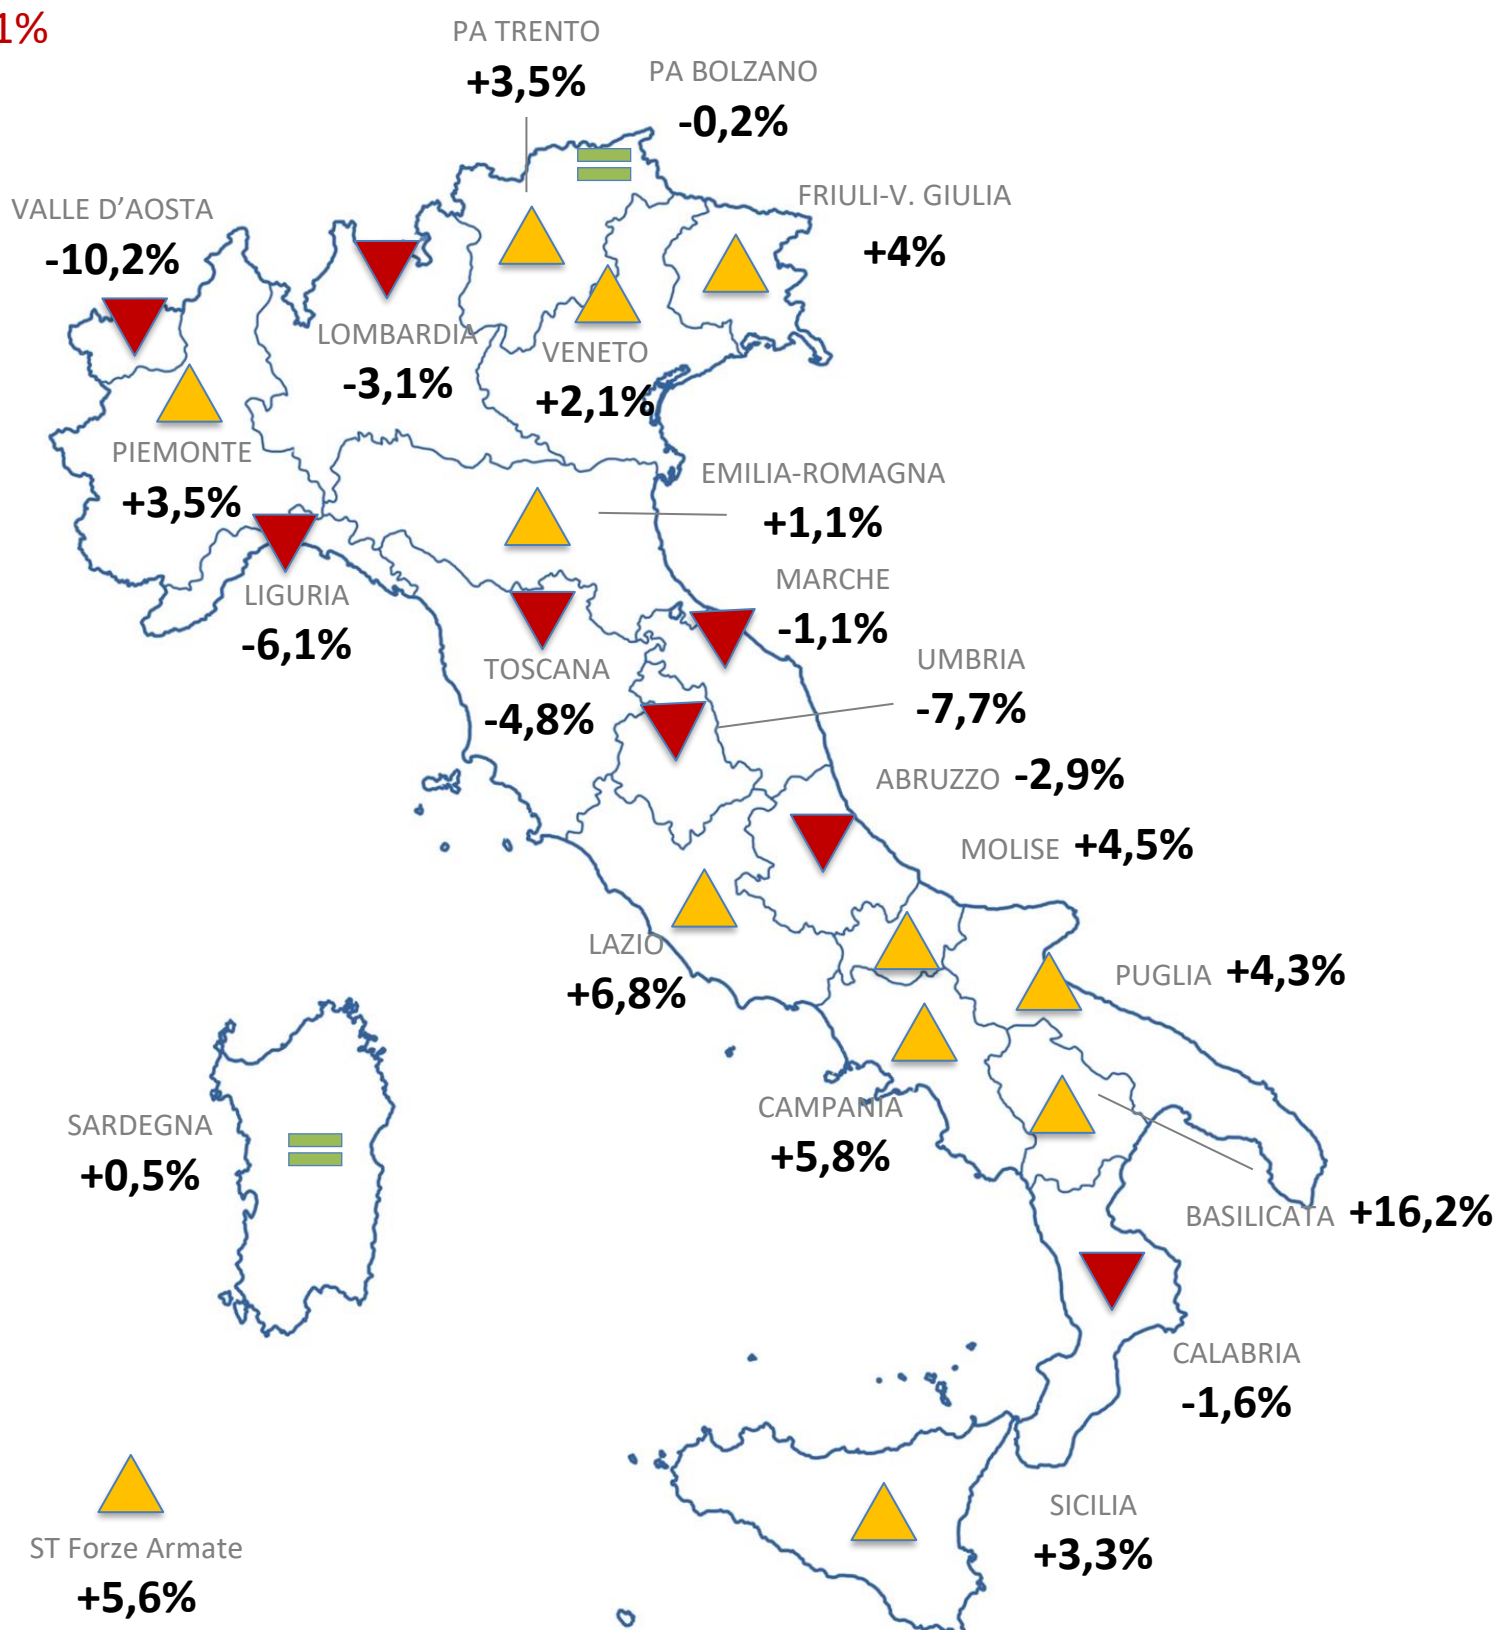 1%
PA TRENTO
+3,5%
PA BOLZANO
-0,2%
VALLE D’AOSTA
-10,2%
FRIULI-V. GIULIA
+4%
LOMBARDIA
-3,1%
VENETO
+2,1%
PIEMONTE
+3,5%
EMILIA-ROMAGNA
+1,1%
LIGURIA
-6,1%
MARCHE
-1,1%
TOSCANA
-4,8%
UMBRIA
-7,7%
ABRUZZO -2,9%
MOLISE +4,5%
LAZIO
+6,8%
PUGLIA +4,3%
CAMPANIA
+5,8%
SARDEGNA
+0,5%
BASILICATA +16,2%
CALABRIA
-1,6%
SICILIA
+3,3%
ST Forze Armate
+5,6%